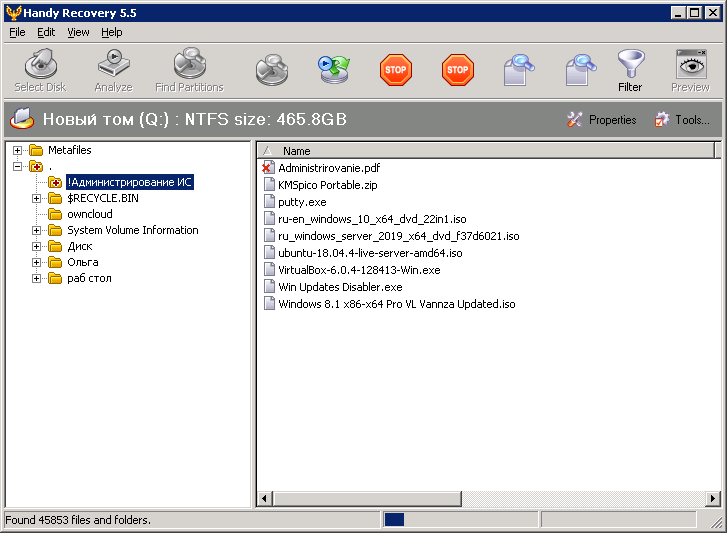 Handy Recovery 5.5
File Edit View Help
Select Disk Analyze Find Partitions STOP STOP Filter Preview
Новый том (Q:) : NTFS size: 465.8GB Properties Tools...
Metafiles
.
!Администрирование ИС
$RECYCLE.BIN
owncloud
System Volume Information
Диск
Ольга
раб стол
Name
Administrirovanie.pdf
KMSpico Portable.zip
putty.exe
ru-en_windows_10_x64_dvd_22in1.iso
ru_windows_server_2019_x64_dvd_f37d6021.iso
ubuntu-18.04.4-live-server-amd64.iso
VirtualBox-6.0.4-128413-Win.exe
Win Updates Disabler.exe
Windows 8.1 x86-x64 Pro VL Vannza Updated.iso
Found 45853 files and folders.